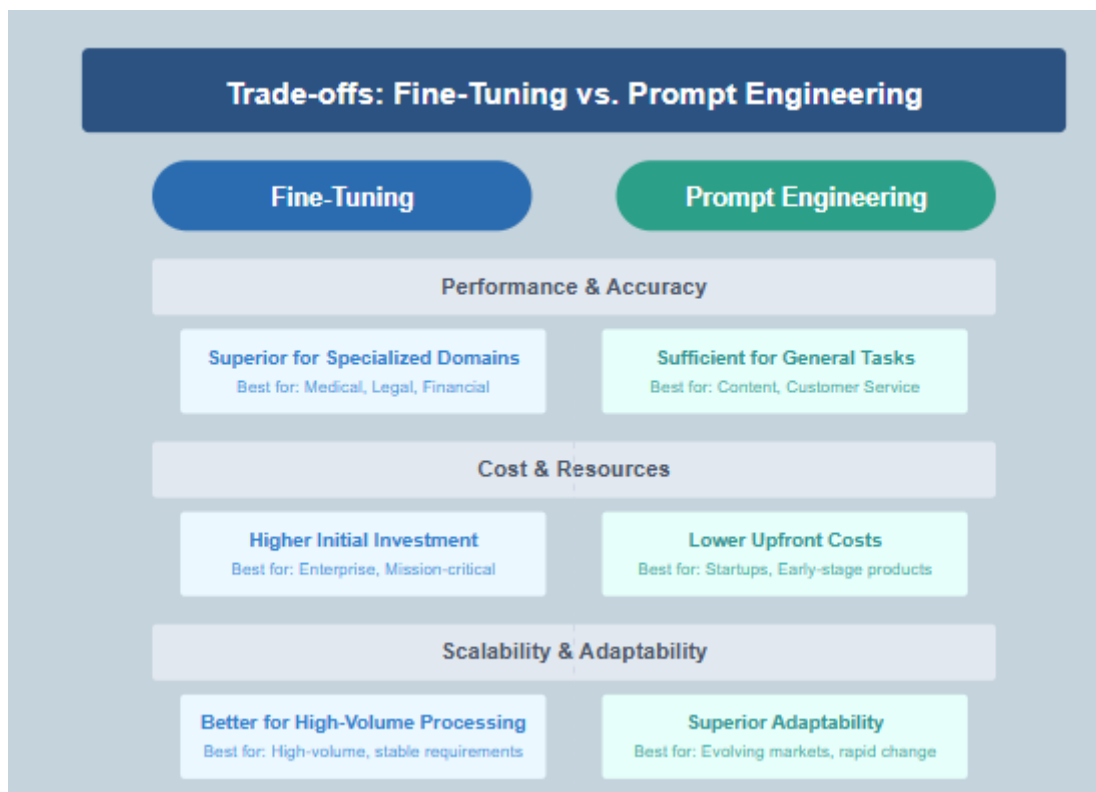 Trade-offs: Fine-Tuning vs. Prompt Engineering
Fine-Tuning
Prompt Engineering
Performance & Accuracy
Superior for Specialized Domains
Best for: Medical, Legal, Financial
Sufficient for General Tasks
Best for: Content, Customer Service
Cost & Resources
Higher Initial Investment
Best for: Enterprise, Mission-critical
Lower Upfront Costs
Best for: Startups, Early-stage products
Scalability & Adaptability
Better for High-Volume Processing
Best for: High-volume, stable requirements
Superior Adaptability
Best for: Evolving markets, rapid change